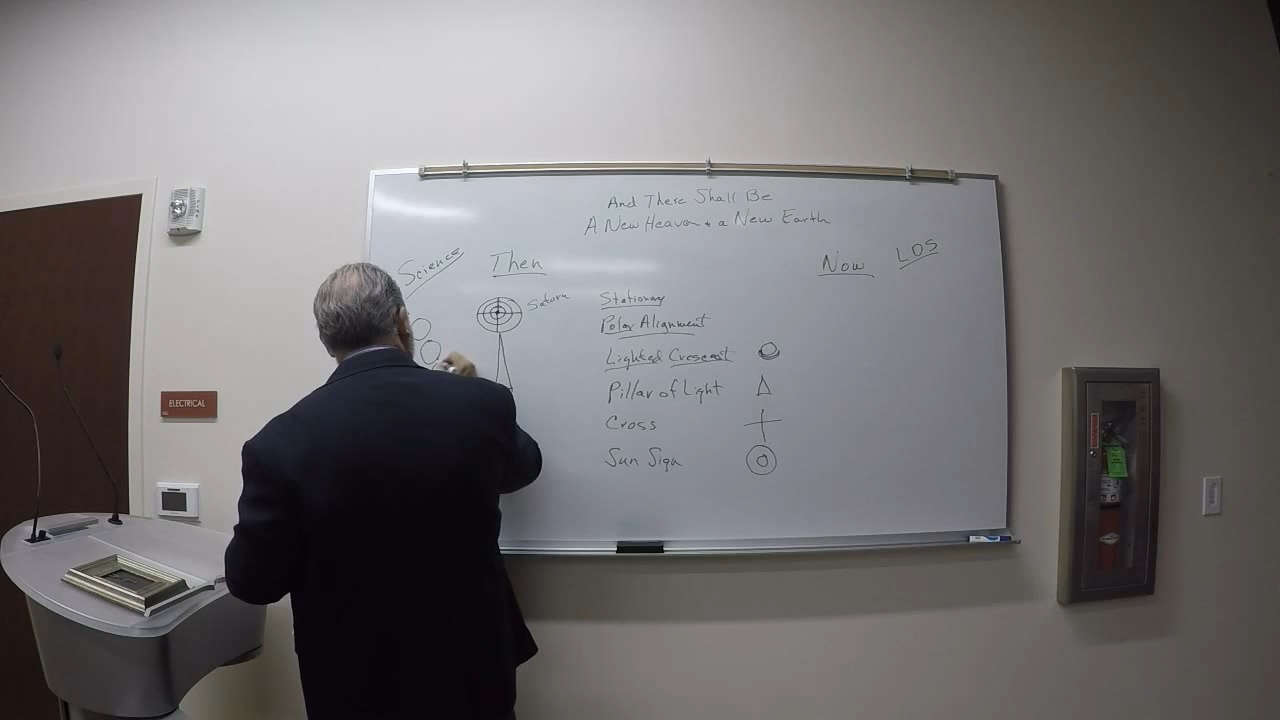 And There Shall Be
A New Heaven + a New Earth
Science
Then
Now
LDS
Saturn
Stationary
Polar Alignment
Lighted Crescent
Pillar of Light
Cross
Sun Sign
ELECTRICAL